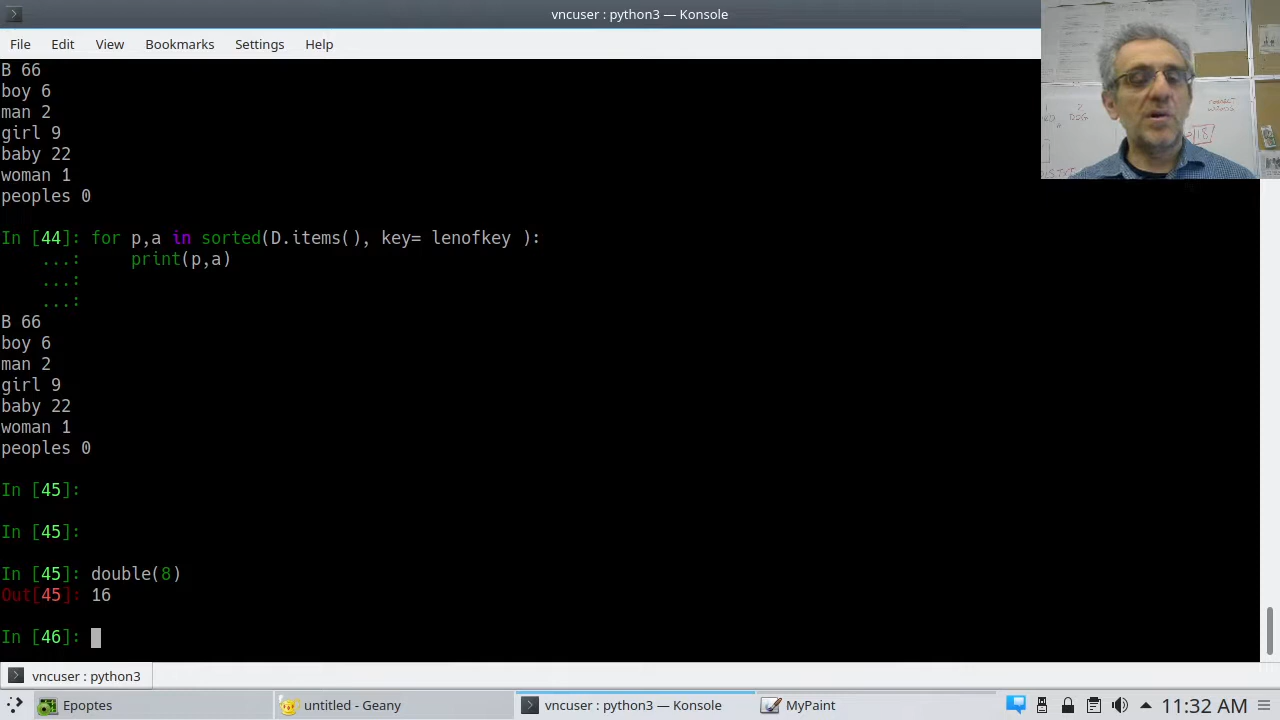 vncuser : python3 — Konsole
File Edit View Bookmarks Settings Help
B 66
boy 6
man 2
girl 9
baby 22
woman 1
peoples 0
In [44]: for p,a in sorted(D.items(), key= lenofkey ):
...: print(p,a)
...:
...:
B 66
boy 6
man 2
girl 9
baby 22
woman 1
peoples 0
In [45]:
In [45]:
In [45]: double(8)
Out[45]: 16
In [46]:
vncuser : python3
Epoptes untitled - Geany vncuser : python3 — Konsole MyPaint 11:32 AM